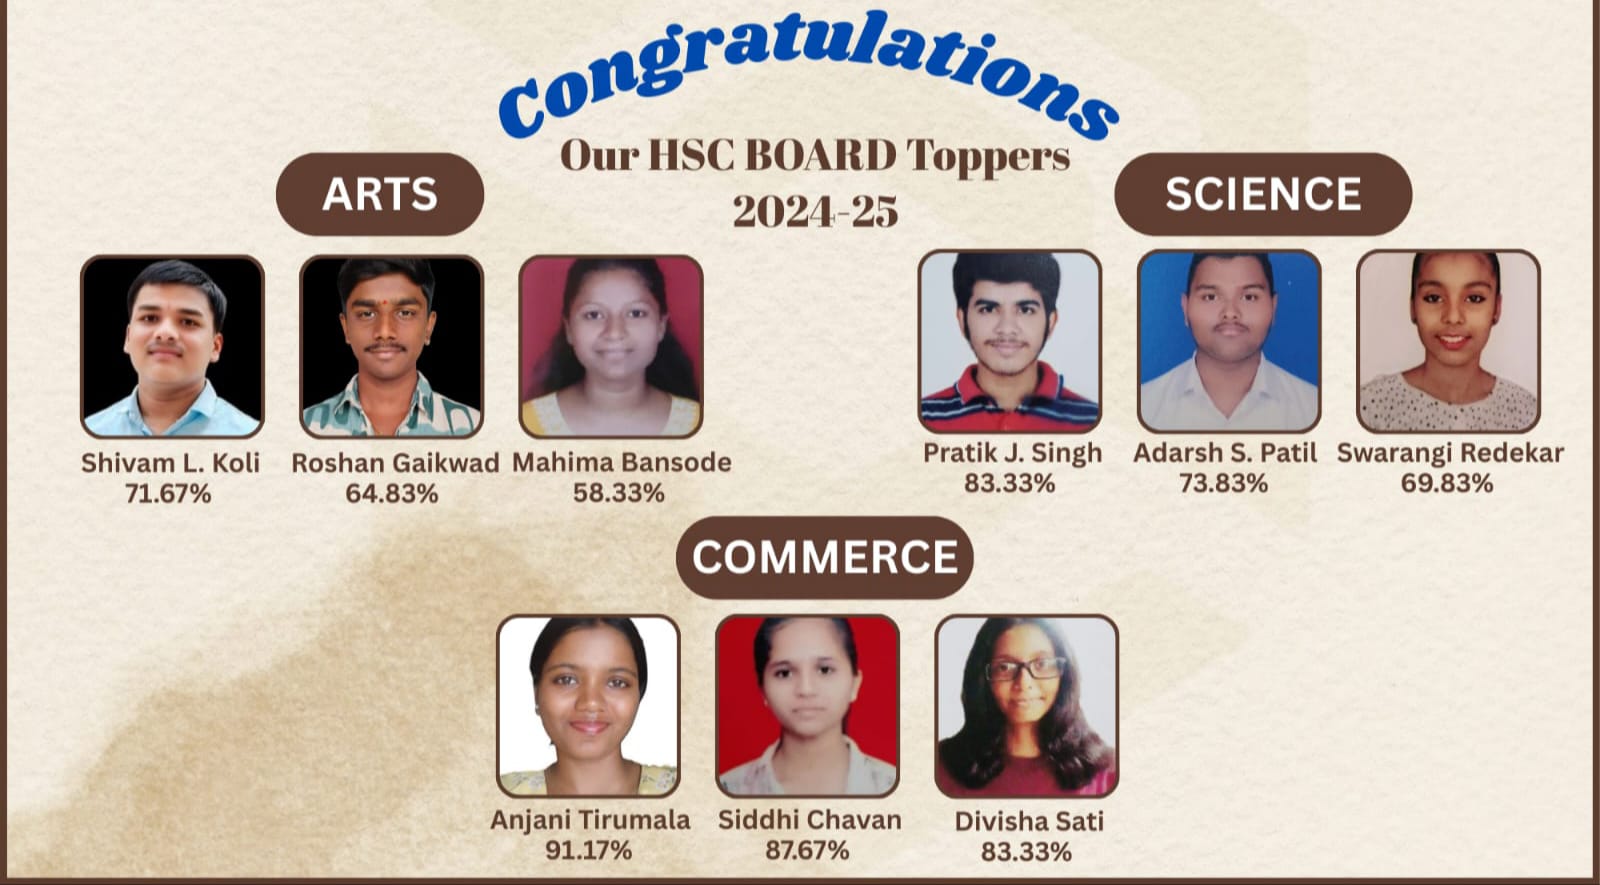 Congratulations
Our HSC BOARD Toppers
2024-25
ARTS
Shivam L. Koli
71.67%
Roshan Gaikwad
64.83%
Mahima Bansode
58.33%
SCIENCE
Pratik J. Singh
83.33%
Adarsh S. Patil
73.83%
Swarangi Redekar
69.83%
COMMERCE
Anjani Tirumala
91.17%
Siddhi Chavan
87.67%
Divisha Sati
83.33%